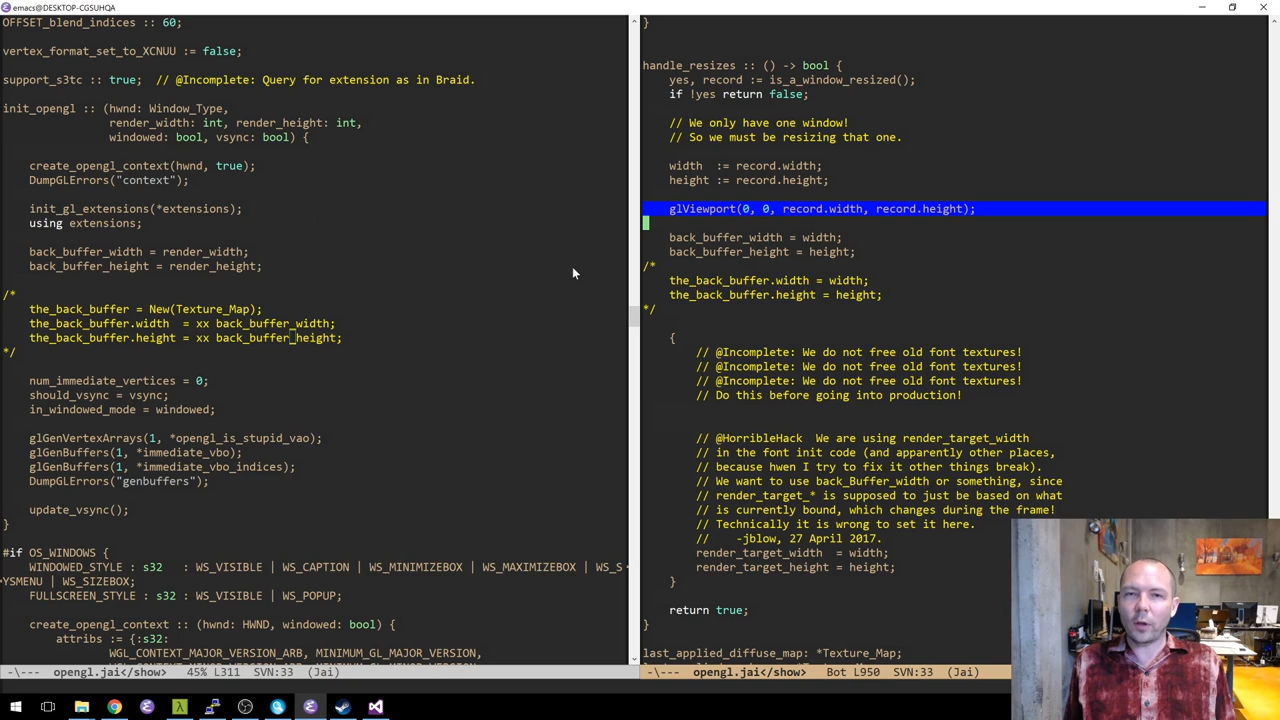 emacs@DESKTOP-CGSUHQA
OFFSET_blend_indices :: 60;
vertex_format_set_to_XCNUU := false;
support_s3tc :: true;  // @Incomplete: Query for extension as in Braid.
init_opengl :: (hwnd: Window_Type,
render_width: int, render_height: int,
windowed: bool, vsync: bool) {
create_opengl_context(hwnd, true);
DumpGLErrors("context");
init_gl_extensions(*extensions);
using extensions;
back_buffer_width = render_width;
back_buffer_height = render_height;
/*
the_back_buffer = New(Texture_Map);
the_back_buffer.width  = xx back_buffer_width;
the_back_buffer.height = xx back_buffer_height;
*/
num_immediate_vertices = 0;
should_vsync = vsync;
in_windowed_mode = windowed;
glGenVertexArrays(1, *opengl_is_stupid_vao);
glGenBuffers(1, *immediate_vbo);
glGenBuffers(1, *immediate_vbo_indices);
DumpGLErrors("genbuffers");
update_vsync();
}
#if OS_WINDOWS {
WINDOWED_STYLE : s32   : WS_VISIBLE | WS_CAPTION | WS_MINIMIZEBOX | WS_MAXIMIZEBOX | WS_S
YSMENU | WS_SIZEBOX;
FULLSCREEN_STYLE : s32 : WS_VISIBLE | WS_POPUP;
create_opengl_context :: (hwnd: HWND, windowed: bool) {
attribs := [:s32:
WGL_CONTEXT_MAJOR_VERSION_ARB, MINIMUM_GL_MAJOR_VERSION,
-\---  opengl.jai</show>   45% L311  SVN:33  (Jai)
}
handle_resizes :: () -> bool {
yes, record := is_a_window_resized();
if !yes return false;
// We only have one window!
// So we must be resizing that one.
width  := record.width;
height := record.height;
glViewport(0, 0, record.width, record.height);
back_buffer_width = width;
back_buffer_height = height;
/*
the_back_buffer.width = width;
the_back_buffer.height = height;
*/
{
// @Incomplete: We do not free old font textures!
// @Incomplete: We do not free old font textures!
// @Incomplete: We do not free old font textures!
// Do this before going into production!
// @HorribleHack  We are using render_target_width
// in the font init code (and apparently other places,
// because hwen I try to fix it other things break).
// We want to use back_Buffer_width or something, since
// render_target_* is supposed to just be based on what
// is currently bound, which changes during the frame!
// Technically it is wrong to set it here.
//   -jblow, 27 April 2017.
render_target_width  = width;
render_target_height = height;
}
return true;
}
last_applied_diffuse_map: *Texture_Map;
-\---  opengl.jai</show>   Bot L950  SVN:33  (Jai)